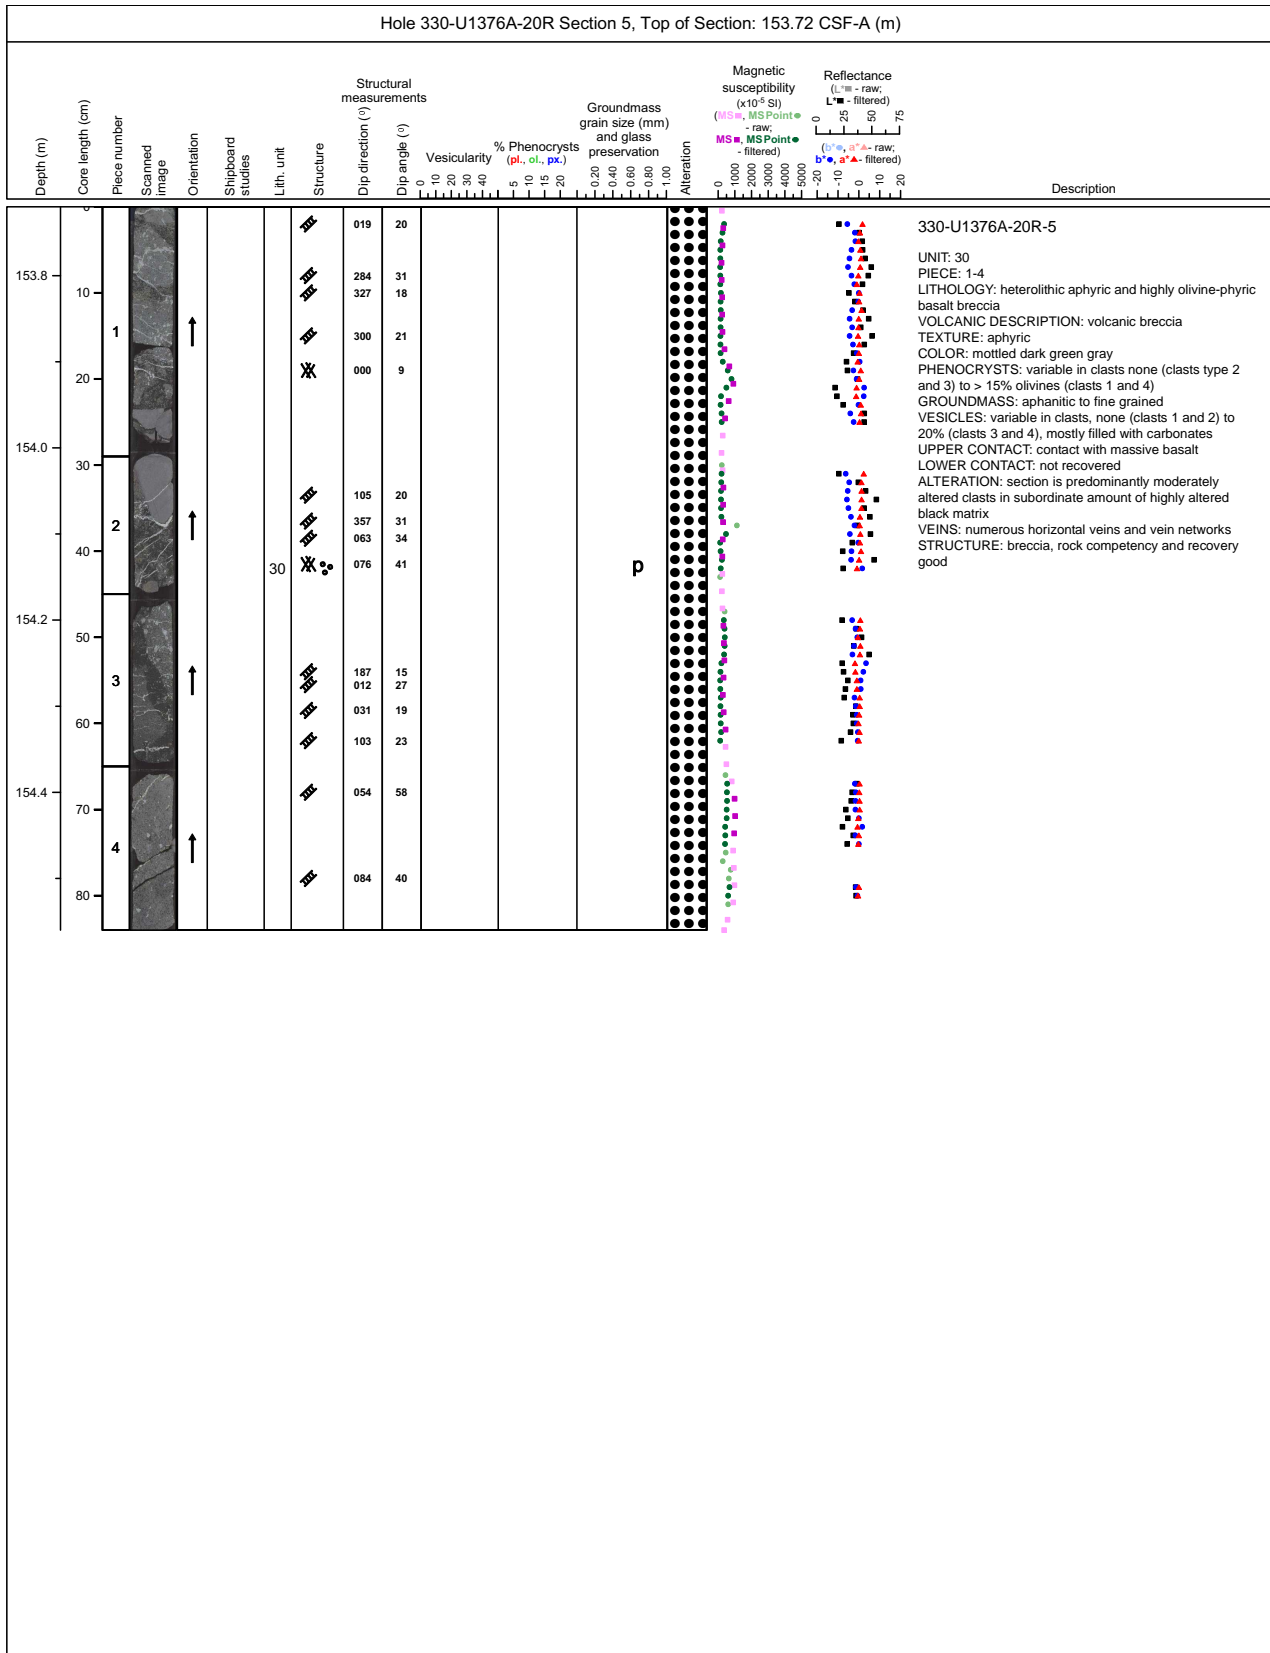 Hole 330-U1376A-20R Section 5, Top of Section: 153.72 CSF-A (m)
Depth (m)
Core length (cm)
Piece number
Scanned image
Orientation
Shipboard studies
Lith. unit
Structure
Structural measurements
Dip direction (°)
Dip angle (°)
Vesicularity
0 10 20 30 40
% Phenocrysts
(pl., ol., px.)
5 10 15 20
Groundmass
grain size (mm)
and glass
preservation
0.20 0.40 0.60 0.80 1.00
Alteration
Magnetic
susceptibility
(x10⁻⁵ SI)
(MS■, MSPoint●
- raw;
MS■, MSPoint●
- filtered)
0 1000 2000 3000 4000 5000
Reflectance
(L*■ - raw;
L*■ - filtered)
0 25 50 75
(b*●, a*▲- raw;
b*●, a*▲- filtered)
-20 -10 0 10 20
Description
153.8
154.0
154.2
154.4
0
10
20
30
40
50
60
70
80
1
2
3
4
30
019 20
284 31
327 18
300 21
000 9
105 20
357 31
063 34
076 41
187 15
012 27
031 19
103 23
054 58
084 40
p
330-U1376A-20R-5
UNIT: 30
PIECE: 1-4
LITHOLOGY: heterolithic aphyric and highly olivine-phyric
basalt breccia
VOLCANIC DESCRIPTION: volcanic breccia
TEXTURE: aphyric
COLOR: mottled dark green gray
PHENOCRYSTS: variable in clasts none (clasts type 2
and 3) to > 15% olivines (clasts 1 and 4)
GROUNDMASS: aphanitic to fine grained
VESICLES: variable in clasts, none (clasts 1 and 2) to
20% (clasts 3 and 4), mostly filled with carbonates
UPPER CONTACT: contact with massive basalt
LOWER CONTACT: not recovered
ALTERATION: section is predominantly moderately
altered clasts in subordinate amount of highly altered
black matrix
VEINS: numerous horizontal veins and vein networks
STRUCTURE: breccia, rock competency and recovery
good